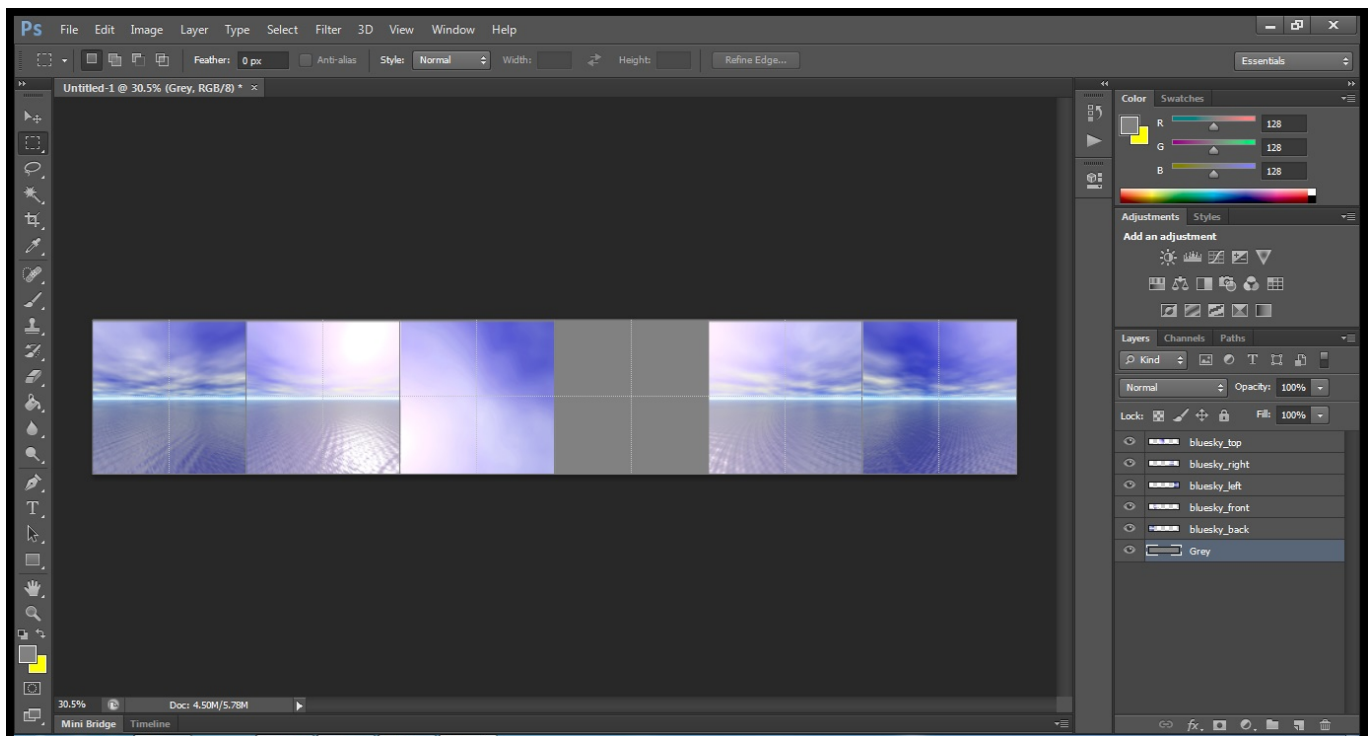 Ps File Edit Image Layer Type Select Filter 3D View Window Help
Feather: 0 px Anti-alias Style: Normal Width: Height: Refine Edge... Essentials
Untitled-1 @ 30.5% (Grey, RGB/8) * ×
Color Swatches
R 128
G 128
B 128
Adjustments Styles
Add an adjustment
Layers Channels Paths
Kind
Normal Opacity: 100%
Lock: Fill: 100%
bluesky_top
bluesky_right
bluesky_left
bluesky_front
bluesky_back
Grey
30.5% Doc: 4.50M/5.78M
Mini Bridge Timeline